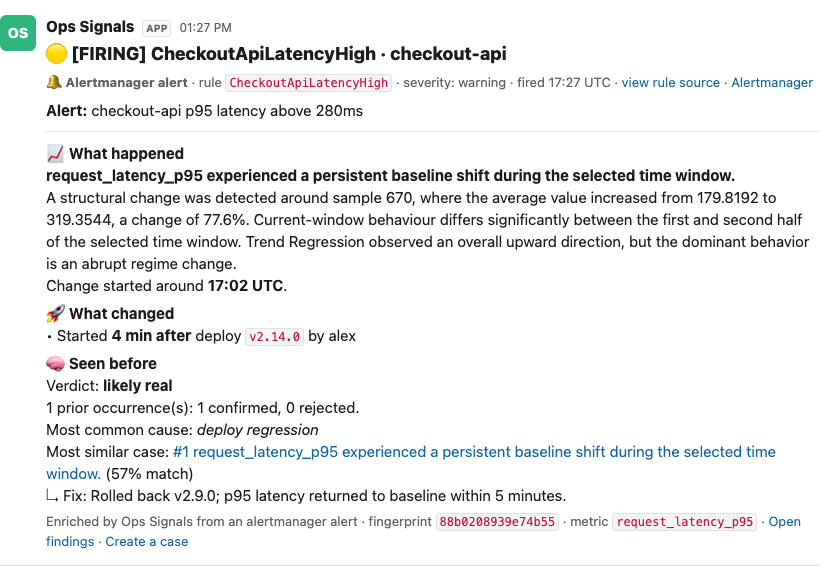 OS
Ops Signals APP 01:27 PM
[FIRING] CheckoutApiLatencyHigh · checkout-api
Alertmanager alert · rule CheckoutApiLatencyHigh · severity: warning · fired 17:27 UTC · view rule source · Alertmanager
Alert: checkout-api p95 latency above 280ms
What happened
request_latency_p95 experienced a persistent baseline shift during the selected time window.
A structural change was detected around sample 670, where the average value increased from 179.8192 to
319.3544, a change of 77.6%. Current-window behaviour differs significantly between the first and second half
of the selected time window. Trend Regression observed an overall upward direction, but the dominant behavior
is an abrupt regime change.
Change started around 17:02 UTC.
What changed
• Started 4 min after deploy v2.14.0 by alex
Seen before
Verdict: likely real
1 prior occurrence(s): 1 confirmed, 0 rejected.
Most common cause: deploy regression
Most similar case: #1 request_latency_p95 experienced a persistent baseline shift during the selected time
window. (57% match)
↳ Fix: Rolled back v2.9.0; p95 latency returned to baseline within 5 minutes.
Enriched by Ops Signals from an alertmanager alert · fingerprint 88b0208939e74b55 · metric request_latency_p95 · Open
findings · Create a case